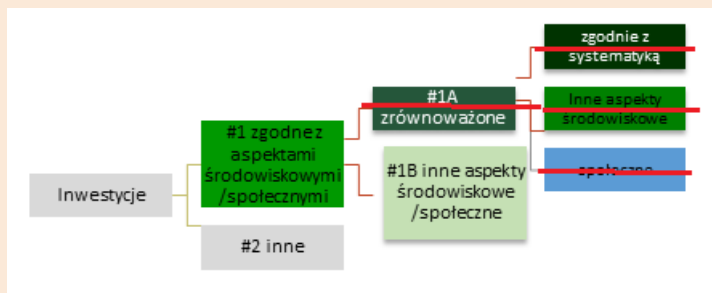 Inwestycje
#1 zgodne z
aspektami
środowiskowymi
/społecznymi
#2 inne
#1A
zrównoważone
#1B inne aspekty
środowiskowe
/społeczne
zgodnie z
systematyką
Inne aspekty
środowiskowe
społeczne